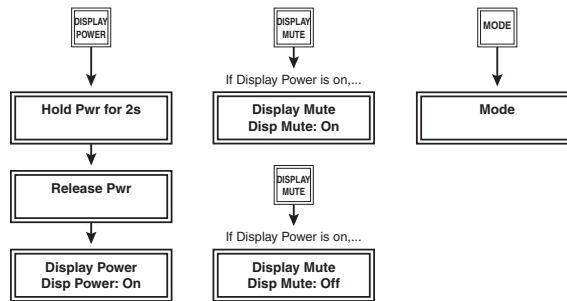 DISPLAY
POWER
Hold Pwr for 2s
Release Pwr
Display Power
Disp Power: On
DISPLAY
MUTE
If Display Power is on,...
Display Mute
Disp Mute: On
DISPLAY
MUTE
If Display Power is on,...
Display Mute
Disp Mute: Off
MODE
Mode